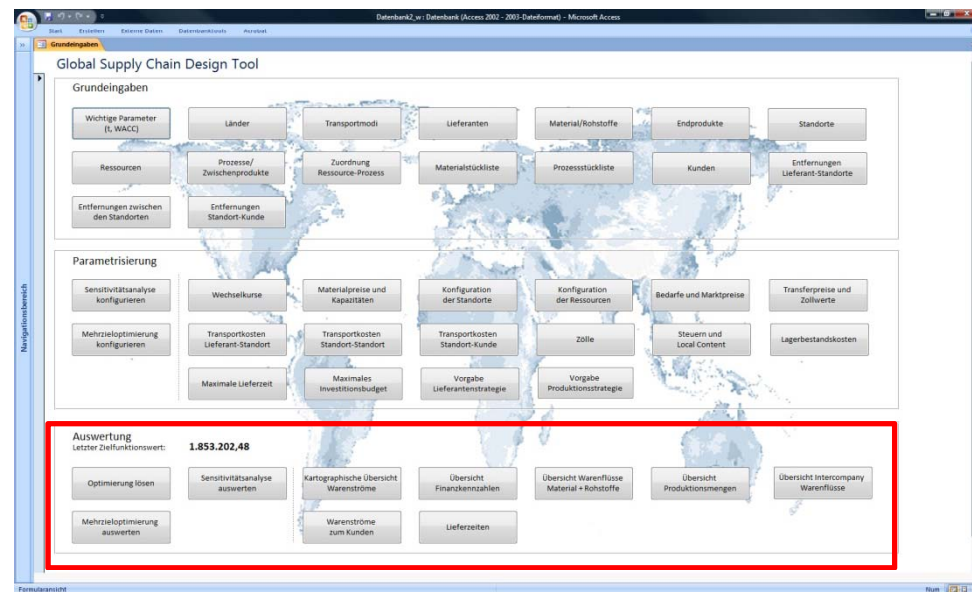 Datenbank2_w : Datenbank (Access 2002 - 2003-Dateiformat) - Microsoft Access
Start Erstellen Externe Daten Datenbanktools Acrobat
» Grundeingaben
Global Supply Chain Design Tool
Grundeingaben
Wichtige Parameter
(t, WACC)
Länder
Transportmodi
Lieferanten
Material/Rohstoffe
Endprodukte
Standorte
Ressourcen
Prozesse/
Zwischenprodukte
Zuordnung
Ressource-Prozess
Materialstückliste
Prozessstückliste
Kunden
Entfernungen
Lieferant-Standorte
Entfernungen zwischen
den Standorten
Entfernungen
Standort-Kunde
Navigationsbereich
Parametrisierung
Sensitivitätsanalyse
konfigurieren
Wechselkurse
Materialpreise und
Kapazitäten
Konfiguration
der Standorte
Konfiguration
der Ressourcen
Bedarfe und Marktpreise
Transferpreise und
Zollwerte
Mehrzieloptimierung
konfigurieren
Transportkosten
Lieferant-Standort
Transportkosten
Standort-Standort
Transportkosten
Standort-Kunde
Zölle
Steuern und
Local Content
Lagerbestandskosten
Maximale Lieferzeit
Maximales
Investitionsbudget
Vorgabe
Lieferantenstrategie
Vorgabe
Produktionsstrategie
Auswertung
Letzter Zielfunktionswert: 1.853.202,48
Optimierung lösen
Sensitivitätsanalyse
auswerten
Kartographische Übersicht
Warenströme
Übersicht
Finanzkennzahlen
Übersicht Warenflüsse
Material + Rohstoffe
Übersicht
Produktionsmengen
Übersicht Intercompany
Warenflüsse
Mehrzieloptimierung
auswerten
Warenströme
zum Kunden
Lieferzeiten
Formularansicht
Num